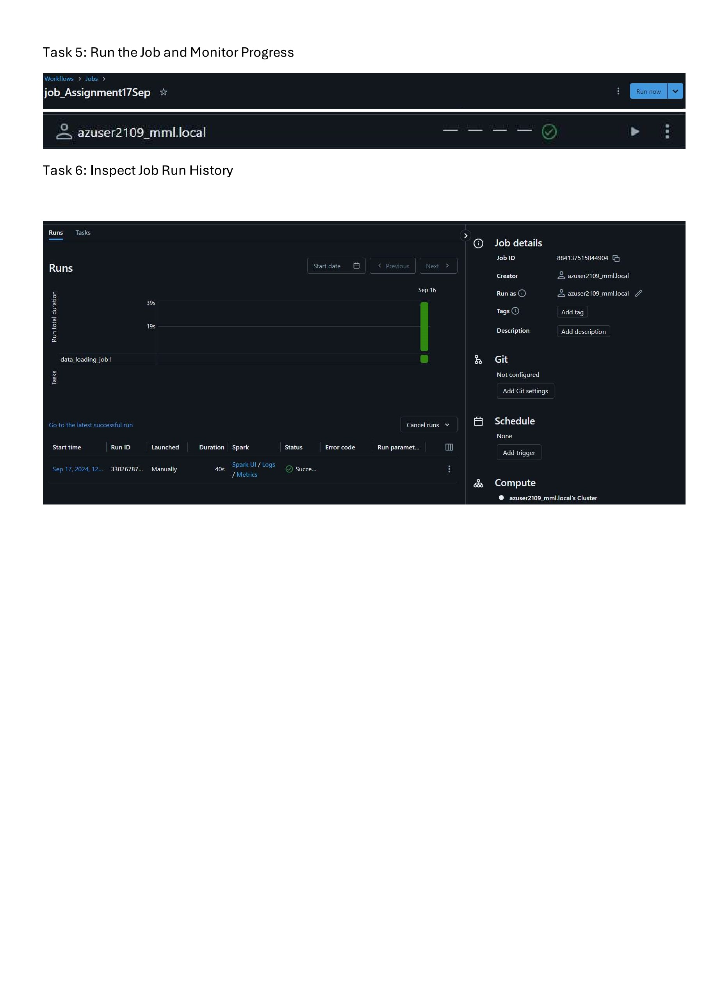 Task 5: Run the Job and Monitor Progress
Workflows > Jobs >
job_Assignment17Sep
Run now
azuser2109_mml.local
Task 6: Inspect Job Run History
Runs Tasks
Runs
Start date
< Previous
Next >
Sep 16
Run total duration
39s
19s
data_loading_job1
Tasks
Go to the latest successful run
Cancel runs
Start time Run ID Launched Duration Spark Status Error code Run paramet...
Sep 17, 2024, 12... 33026787... Manually 40s Spark UI / Logs / Metrics Succe...
Job details
Job ID 884137515844904
Creator azuser2109_mml.local
Run as azuser2109_mml.local
Tags Add tag
Description Add description
Git
Not configured
Add Git settings
Schedule
None
Add trigger
Compute
azuser2109_mml.local's Cluster